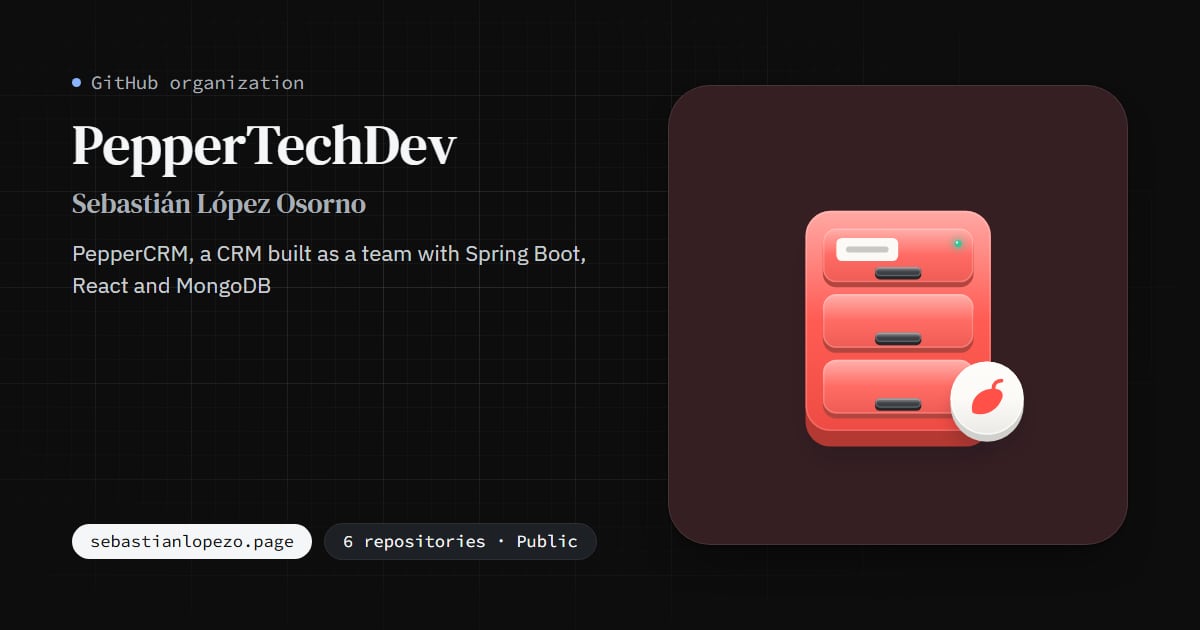 GitHub organization
PepperTechDev
Sebastián López Osorno
PepperCRM, a CRM built as a team with Spring Boot,
React and MongoDB
sebastianlopezo.page
6 repositories · Public